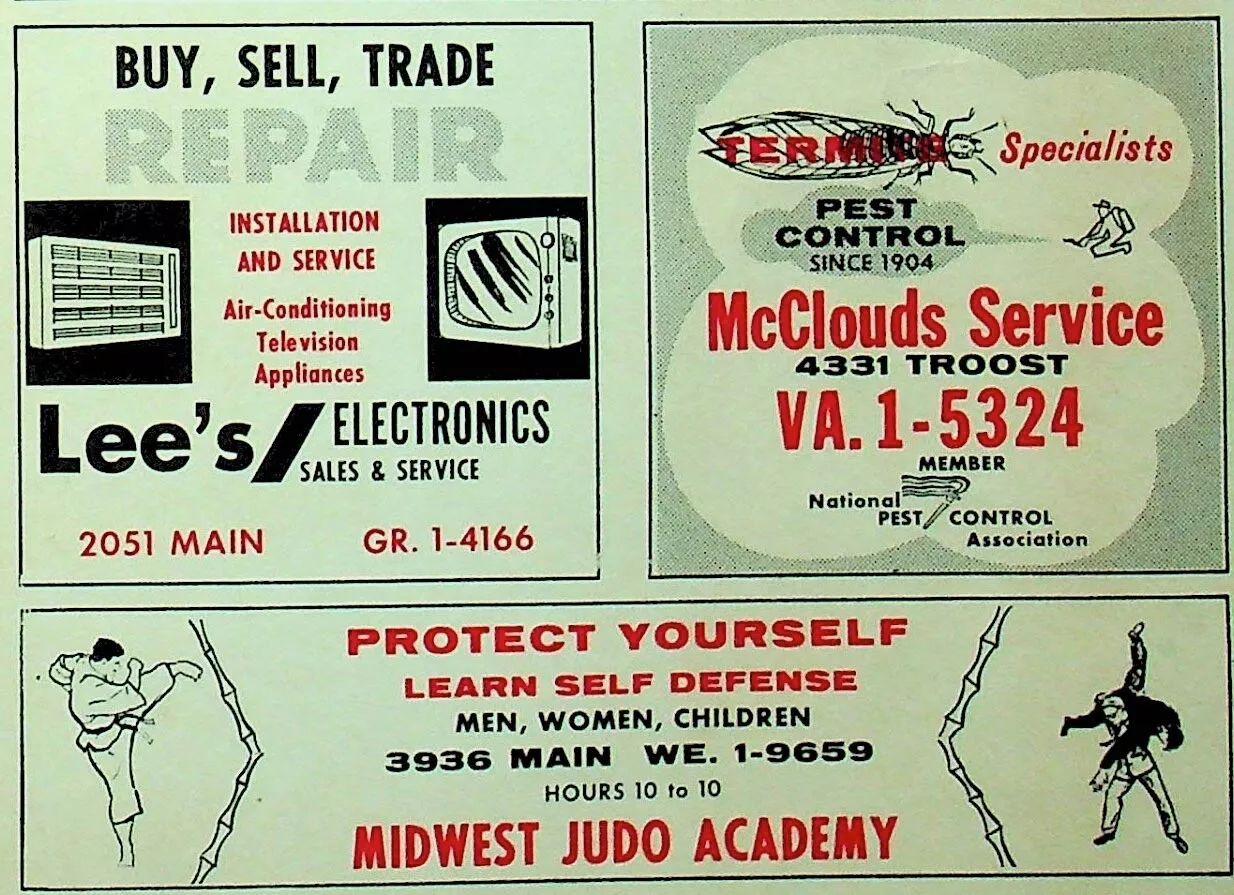 BUY, SELL, TRADE
REPAIR
INSTALLATION
AND SERVICE
Air-Conditioning
Television
Appliances
Lee's/ELECTRONICS
SALES & SERVICE
2051 MAIN GR. 1-4166
TERMITE Specialists
PEST
CONTROL
SINCE 1904
McClouds Service
4331 TROOST
VA. 1-5324
MEMBER
National
PEST CONTROL
Association
PROTECT YOURSELF
LEARN SELF DEFENSE
MEN, WOMEN, CHILDREN
3936 MAIN WE. 1-9659
HOURS 10 to 10
MIDWEST JUDO ACADEMY